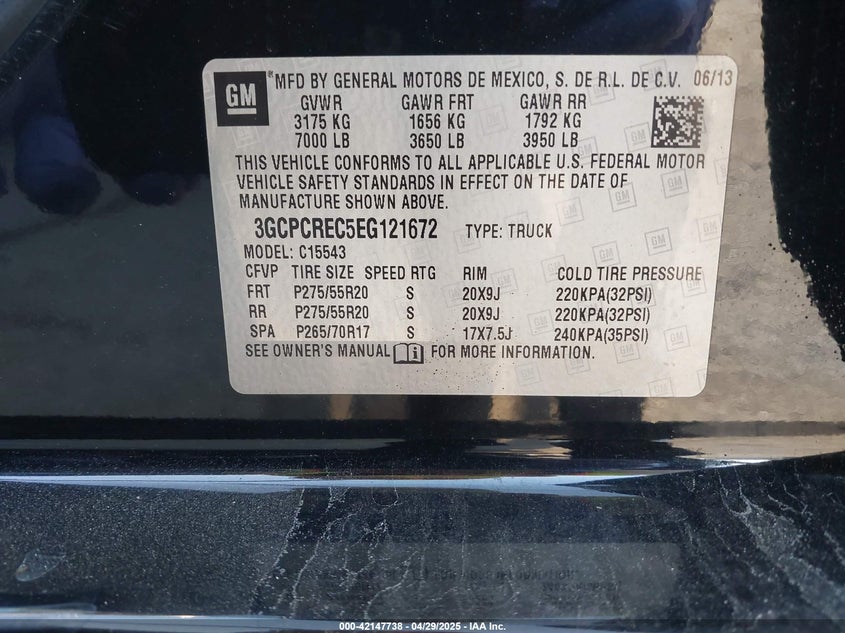 GM ® MFD BY GENERAL MOTORS DE MEXICO, S. DE R.L. DE C.V. 06/13
GVWR GAWR FRT GAWR RR
3175 KG 1656 KG 1792 KG
7000 LB 3650 LB 3950 LB
THIS VEHICLE CONFORMS TO ALL APPLICABLE U.S. FEDERAL MOTOR
VEHICLE SAFETY STANDARDS IN EFFECT ON THE DATE OF
MANUFACTURE SHOWN ABOVE.
3GCPCREC5EG121672 TYPE: TRUCK
MODEL: C15543
CFVP TIRE SIZE SPEED RTG RIM COLD TIRE PRESSURE
FRT P275/55R20 S 20X9J 220KPA(32PSI)
RR P275/55R20 S 20X9J 220KPA(32PSI)
SPA P265/70R17 S 17X7.5J 240KPA(35PSI)
SEE OWNER'S MANUAL FOR MORE INFORMATION.
000-42147738 - 04/29/2025 - IAA Inc.